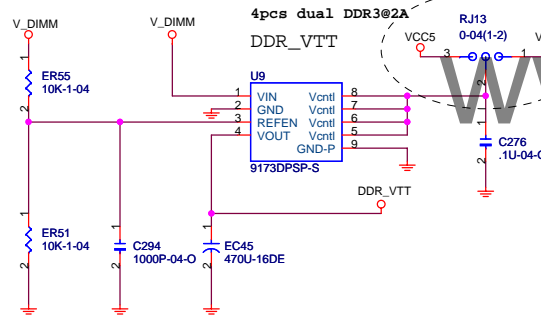 4pcs dual DDR3@2A
DDR_VTT
V_DIMM
V_DIMM
RJ13
0-04(1-2)
VCC5
3
1
V
W
1
ER55
10K-1-04
2
U9
1
VIN
Vcntl
8
2
GND
Vcntl
7
3
REFEN
Vcntl
6
4
VOUT
Vcntl
5
GND-P
9
9173DPSP-S
1
C276
.1U-04-O
2
DDR_VTT
1
ER51
10K-1-04
2
1
C294
1000P-04-O
2
1
EC45
470U-16DE
2